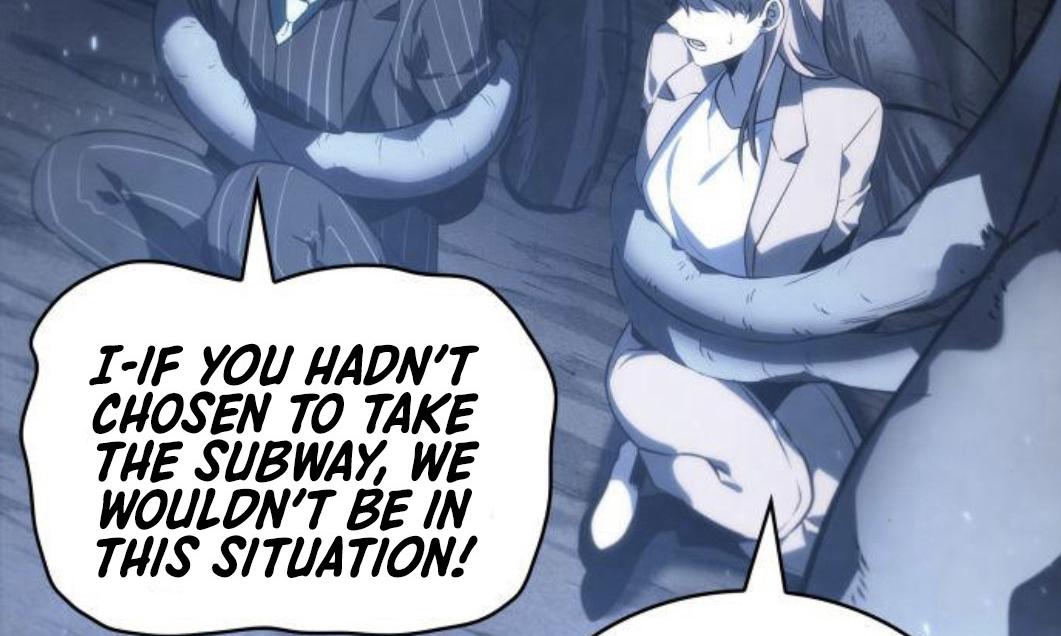 I-IF YOU HADN'T
CHOSEN TO TAKE
THE SUBWAY, WE
WOULDN'T BE IN
THIS SITUATION!